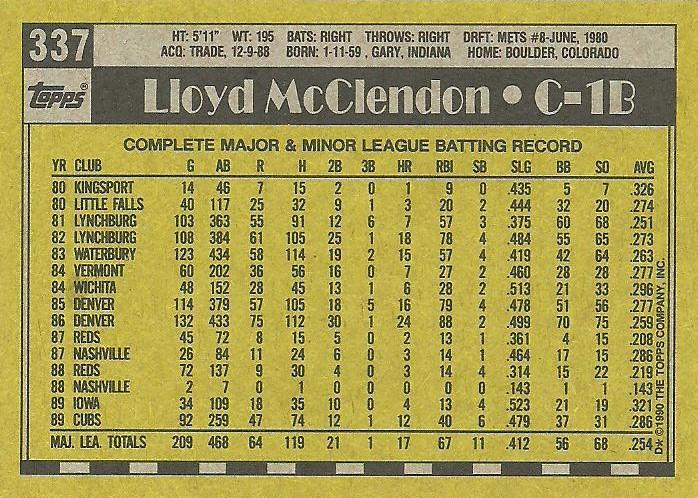 337
HT: 5'11" WT: 195 BATS: RIGHT THROWS: RIGHT DRFT: METS #8-JUNE, 1980
ACQ: TRADE, 12-9-88 BORN: 1-11-59 , GARY, INDIANA HOME: BOULDER, COLORADO
TOPPS®
Lloyd McClendon • C-1B
COMPLETE MAJOR & MINOR LEAGUE BATTING RECORD
YR CLUB G AB R H 2B 3B HR RBI SB SLG BB SO AVG
80 KINGSPORT 14 46 7 15 2 0 1 9 0 .435 5 7 .326
80 LITTLE FALLS 40 117 25 32 9 1 3 20 2 .444 32 20 .274
81 LYNCHBURG 103 363 55 91 12 6 7 57 3 .375 60 68 .251
82 LYNCHBURG 108 384 61 105 25 1 18 78 4 .484 55 65 .273
83 WATERBURY 123 434 58 114 19 2 15 57 4 .419 42 64 .263
84 VERMONT 60 202 36 56 16 0 7 27 2 .460 28 28 .277
84 WICHITA 48 152 28 45 13 1 6 28 2 .513 21 33 .296
85 DENVER 114 379 57 105 18 5 16 79 4 .478 51 56 .277
86 DENVER 132 433 75 112 30 1 24 88 2 .499 70 75 .259
87 REDS 45 72 8 15 5 0 2 13 1 .361 4 15 .208
87 NASHVILLE 26 84 11 24 6 0 3 14 1 .464 17 15 .286
88 REDS 72 137 9 30 4 0 3 14 4 .314 15 22 .219
88 NASHVILLE 2 7 0 1 0 0 0 0 0 .143 1 1 .143
89 IOWA 34 109 18 35 10 0 4 13 4 .523 21 19 .321
89 CUBS 92 259 47 74 12 1 12 40 6 .479 37 31 .286
MAJ. LEA. TOTALS 209 468 64 119 21 1 17 67 11 .412 56 68 .254
D* ©1990 THE TOPPS COMPANY, INC.